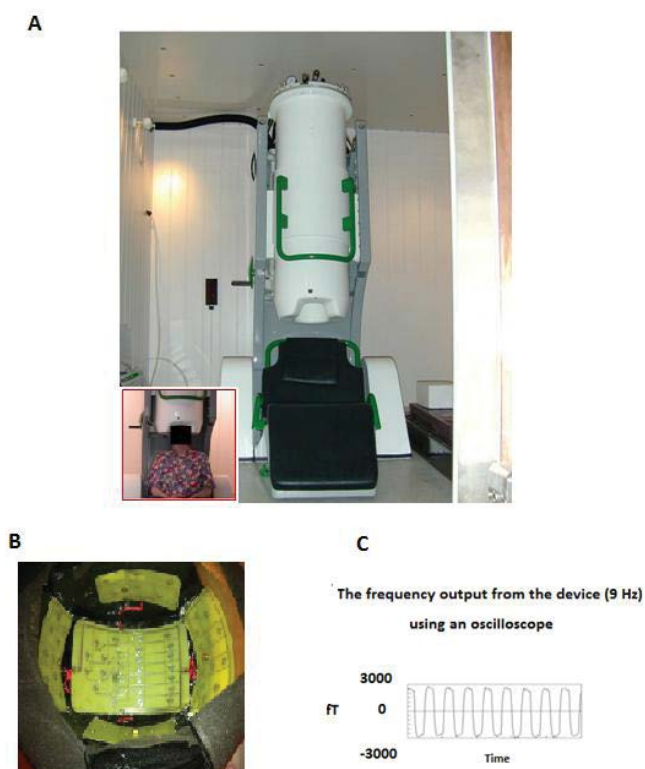 A
B
C
The frequency output from the device (9 Hz)
using an oscilloscope
3000
fT
0
-3000
Time